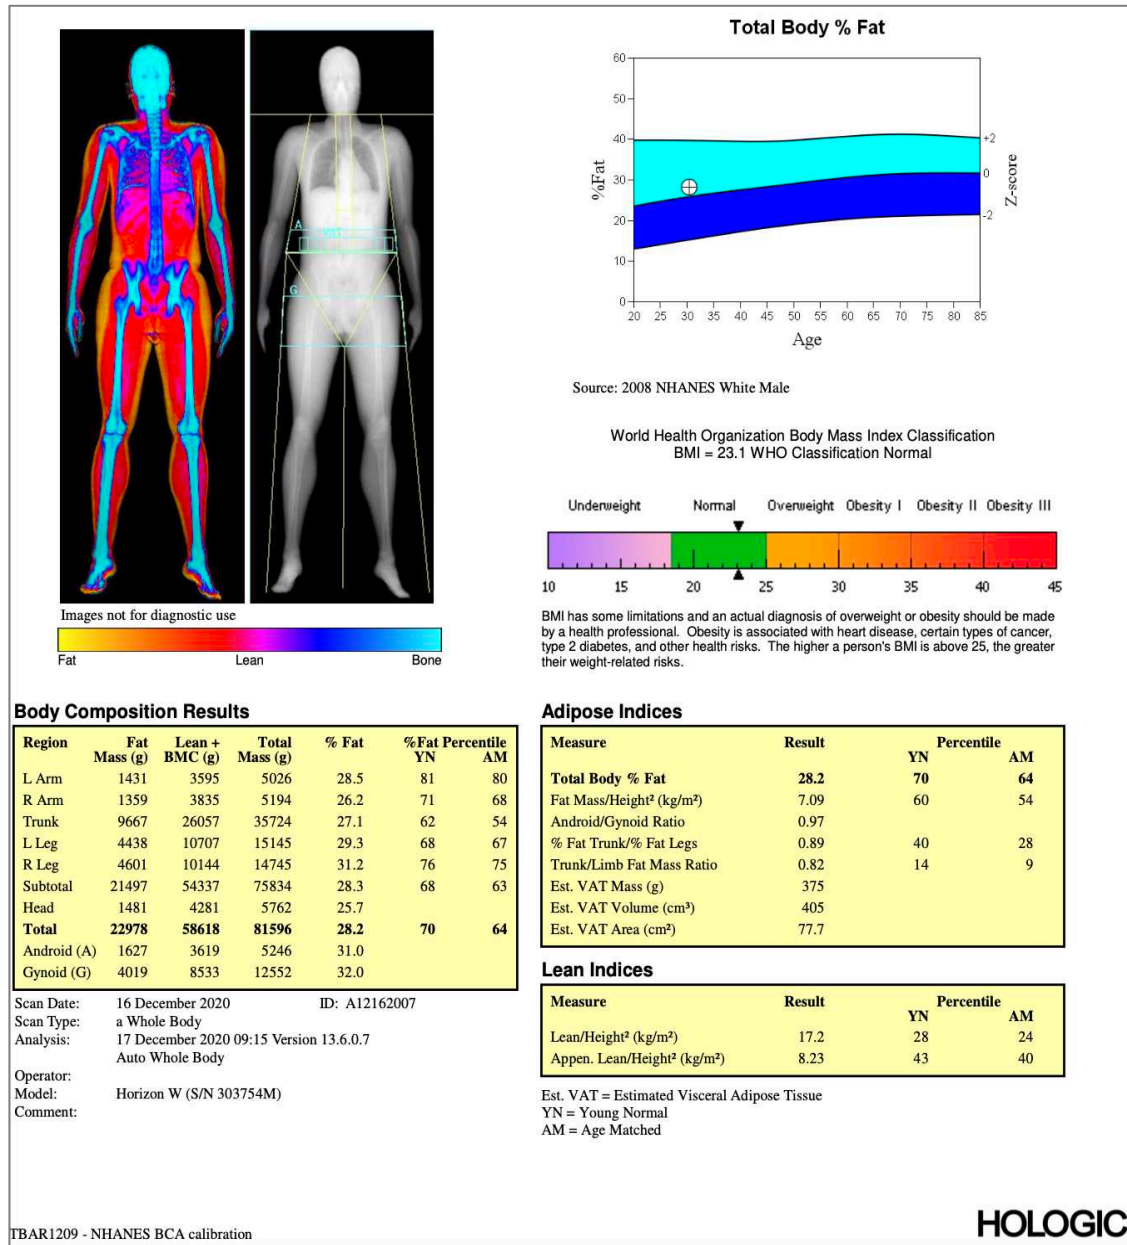 Total Body % Fat
60
50
40
30
20
10
0
%Fat
+2
0
-2
Z-score
20 25 30 35 40 45 50 55 60 65 70 75 80 85
Age
Source: 2008 NHANES White Male
A
VAT
G
Images not for diagnostic use
Fat Lean Bone
World Health Organization Body Mass Index Classification
BMI = 23.1 WHO Classification Normal
Underweight Normal Overweight Obesity I Obesity II Obesity III
10 15 20 25 30 35 40 45
BMI has some limitations and an actual diagnosis of overweight or obesity should be made
by a health professional. Obesity is associated with heart disease, certain types of cancer,
type 2 diabetes, and other health risks. The higher a person's BMI is above 25, the greater
their weight-related risks.
Body Composition Results
Region Fat Lean + Total % Fat %Fat Percentile
Mass (g) BMC (g) Mass (g) YN AM
L Arm 1431 3595 5026 28.5 81 80
R Arm 1359 3835 5194 26.2 71 68
Trunk 9667 26057 35724 27.1 62 54
L Leg 4438 10707 15145 29.3 68 67
R Leg 4601 10144 14745 31.2 76 75
Subtotal 21497 54337 75834 28.3 68 63
Head 1481 4281 5762 25.7
Total 22978 58618 81596 28.2 70 64
Android (A) 1627 3619 5246 31.0
Gynoid (G) 4019 8533 12552 32.0
Scan Date: 16 December 2020 ID: A12162007
Scan Type: a Whole Body
Analysis: 17 December 2020 09:15 Version 13.6.0.7
Auto Whole Body
Operator:
Model: Horizon W (S/N 303754M)
Comment:
Adipose Indices
Measure Result Percentile
YN AM
Total Body % Fat 28.2 70 64
Fat Mass/Height² (kg/m²) 7.09 60 54
Android/Gynoid Ratio 0.97
% Fat Trunk/% Fat Legs 0.89 40 28
Trunk/Limb Fat Mass Ratio 0.82 14 9
Est. VAT Mass (g) 375
Est. VAT Volume (cm³) 405
Est. VAT Area (cm²) 77.7
Lean Indices
Measure Result Percentile
YN AM
Lean/Height² (kg/m²) 17.2 28 24
Appen. Lean/Height² (kg/m²) 8.23 43 40
Est. VAT = Estimated Visceral Adipose Tissue
YN = Young Normal
AM = Age Matched
TBAR1209 - NHANES BCA calibration
HOLOGIC